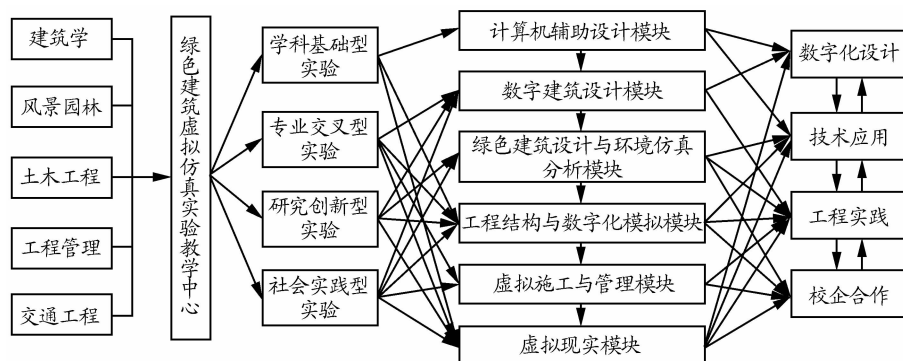 建筑学
风景园林
土木工程
工程管理
交通工程
绿色建筑虚拟仿真实验教学中心
学科基础型
实验
专业交叉型
实验
研究创新型
实验
社会实践型
实验
计算机辅助设计模块
数字建筑设计模块
绿色建筑设计与环境仿真
分析模块
工程结构与数字化模拟模块
虚拟施工与管理模块
虚拟现实模块
数字化设计
技术应用
工程实践
校企合作